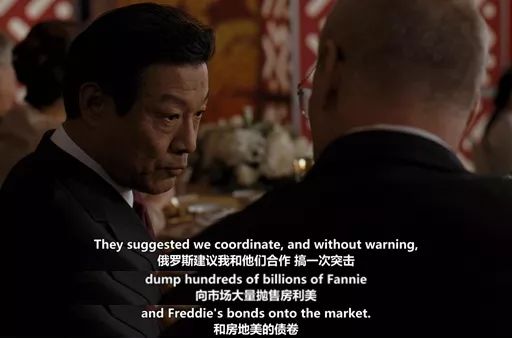 They suggested we coordinate, and without warning,
俄罗斯建议我和他们合作 搞一次突击
dump hundreds of billions of Fannie
向市场大量抛售房利美
and Freddie's bonds onto the market.
和房地美的债卷